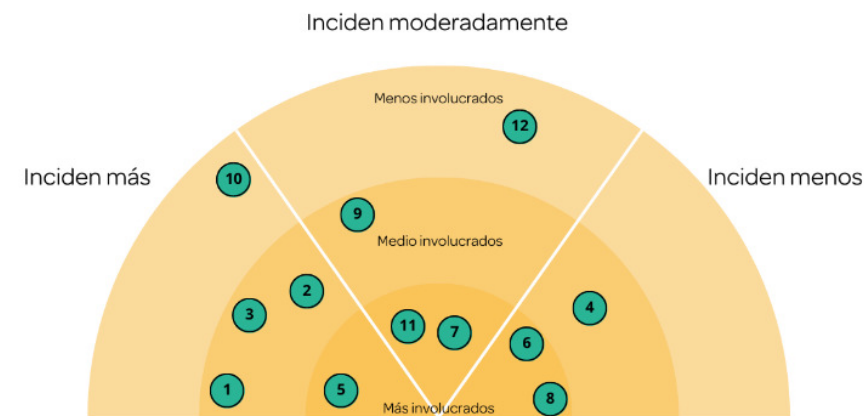 Inciden moderadamente
Menos involucrados
12
Inciden más
10
Inciden menos
9
Medio involucrados
2
4
3
11
7
6
1
5
8
Más involucrados